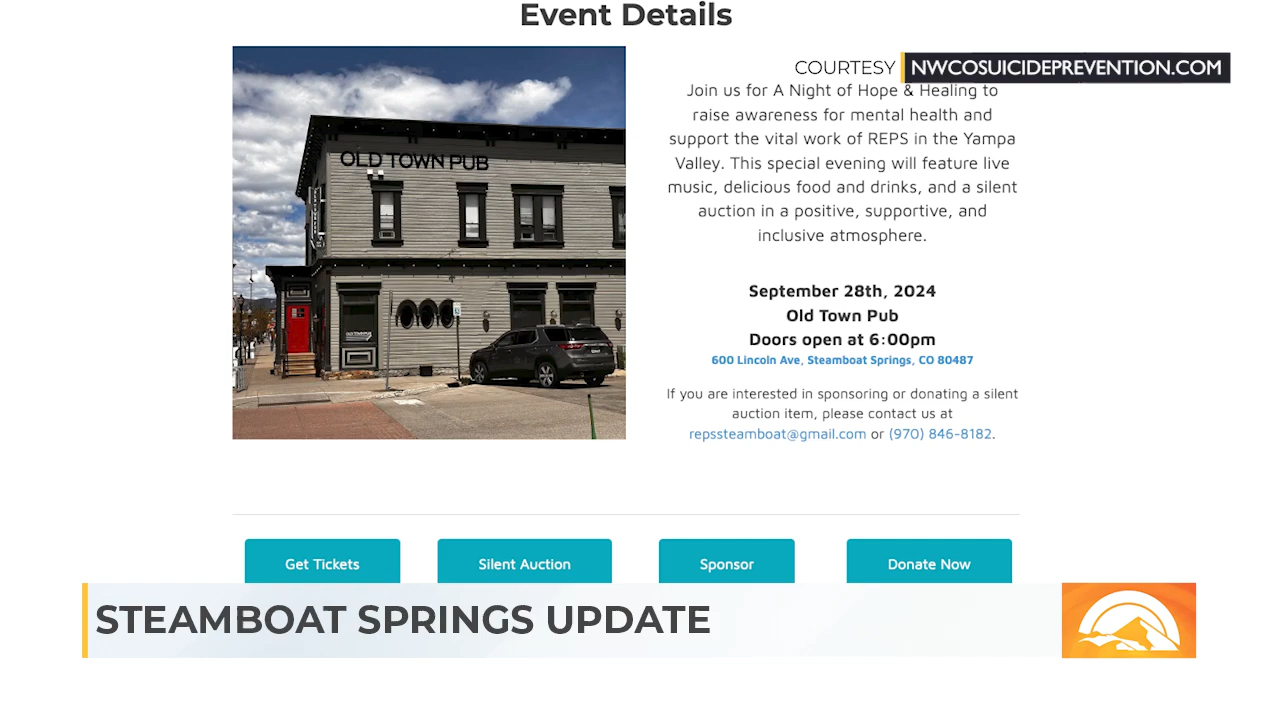 Event Details
COURTESY NWCOSUICIDEPREVENTION.COM
OLD TOWN PUB
Join us for A Night of Hope & Healing to
raise awareness for mental health and
support the vital work of REPS in the Yampa
Valley. This special evening will feature live
music, delicious food and drinks, and a silent
auction in a positive, supportive, and
inclusive atmosphere.
September 28th, 2024
Old Town Pub
Doors open at 6:00pm
600 Lincoln Ave, Steamboat Springs, CO 80487
If you are interested in sponsoring or donating a silent
auction item, please contact us at
repssteamboat@gmail.com or (970) 846-8182.
Get Tickets
Silent Auction
Sponsor
Donate Now
STEAMBOAT SPRINGS UPDATE